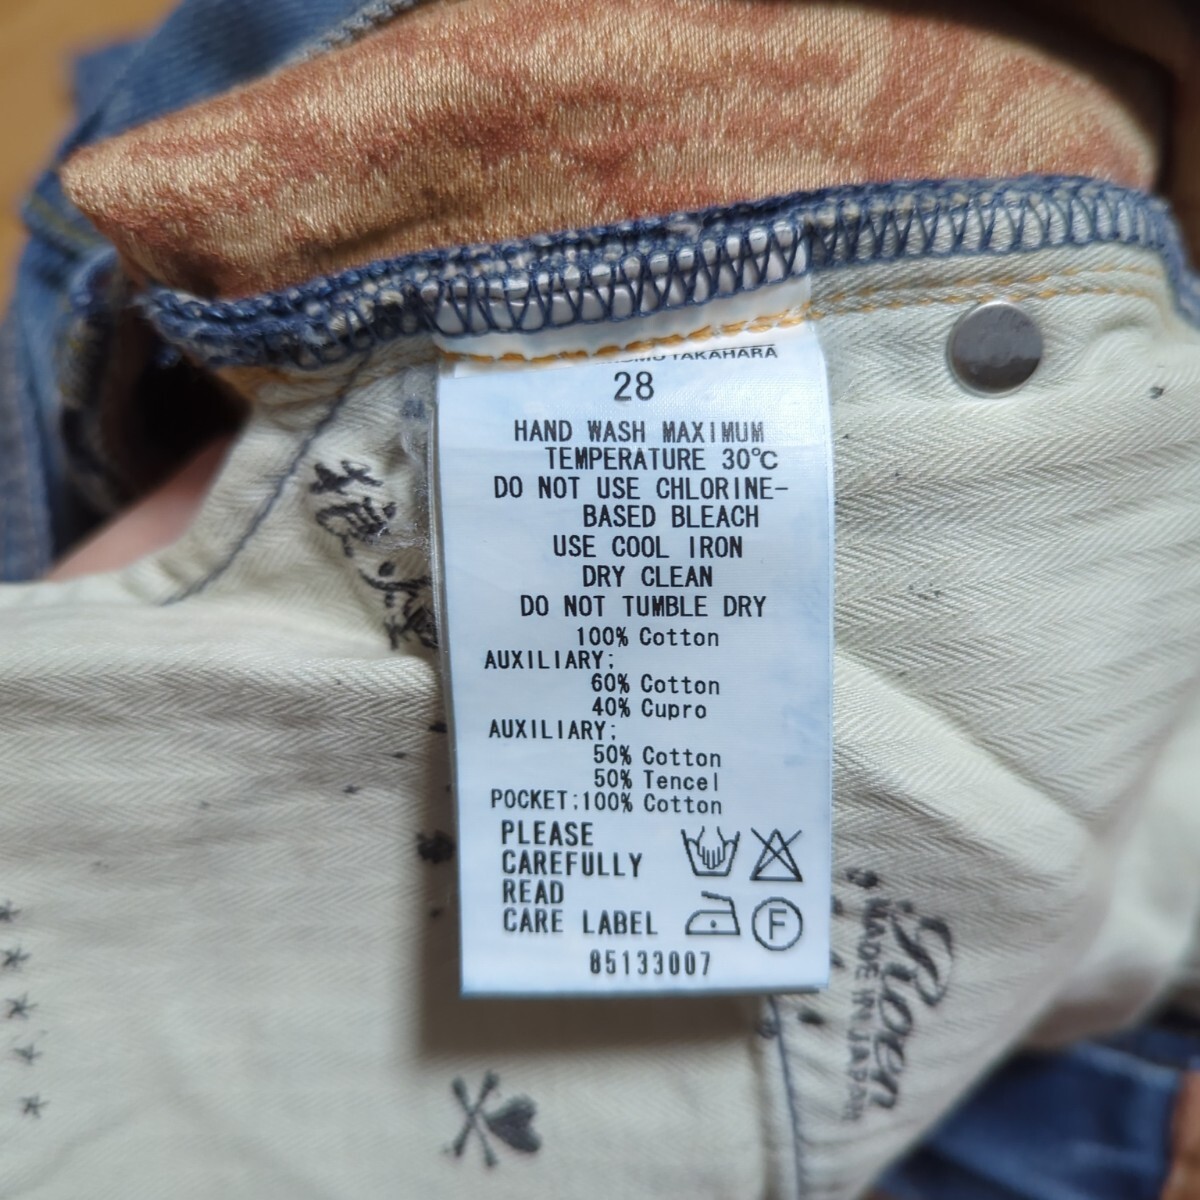 TAKAHARA
28
HAND WASH MAXIMUM
TEMPERATURE 30℃
DO NOT USE CHLORINE-
BASED BLEACH
USE COOL IRON
DRY CLEAN
DO NOT TUMBLE DRY
100% Cotton
AUXILIARY;
60% Cotton
40% Cupro
AUXILIARY;
50% Cotton
50% Tencel
POCKET;100% Cotton
PLEASE
CAREFULLY
READ
CARE LABEL
F
85133007
Roen
MADE IN JAPAN